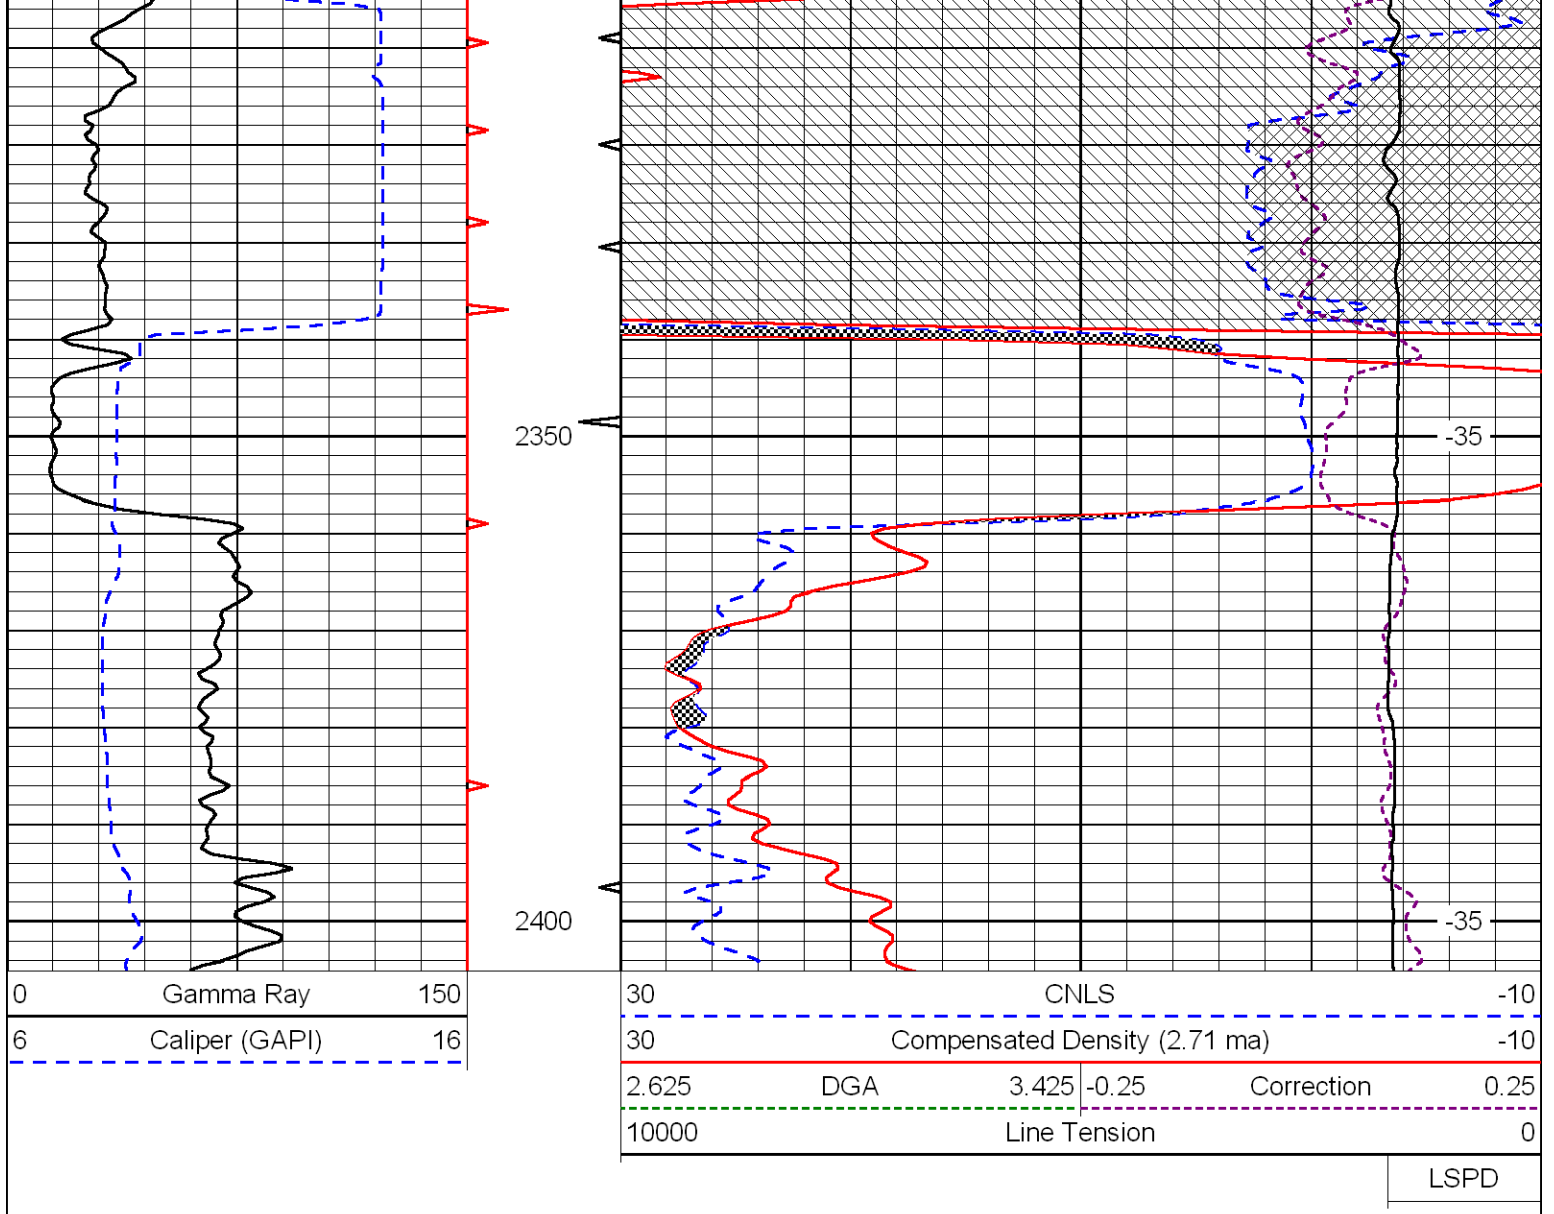 2350
-35
2400
-35
0 Gamma Ray 150
30 CNLS -10
6 Caliper (GAPI) 16
30 Compensated Density (2.71 ma) -10
2.625 DGA 3.425 -0.25 Correction 0.25
10000 Line Tension 0
LSPD